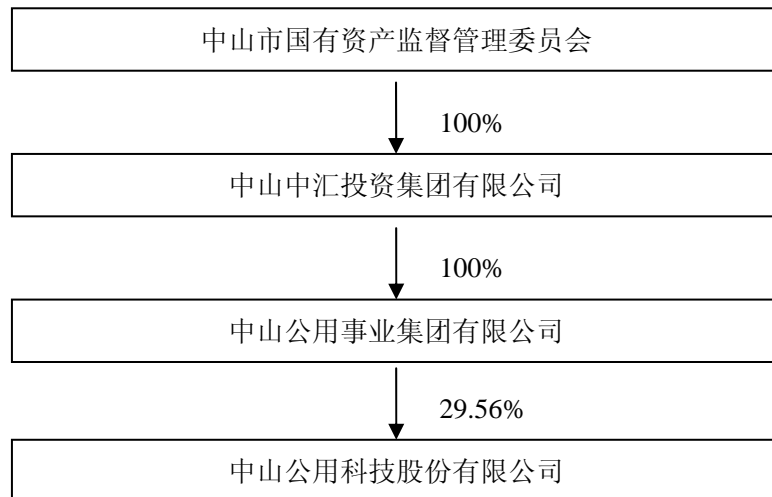 中山市国有资产监督管理委员会
100%
中山中汇投资集团有限公司
100%
中山公用事业集团有限公司
29.56%
中山公用科技股份有限公司